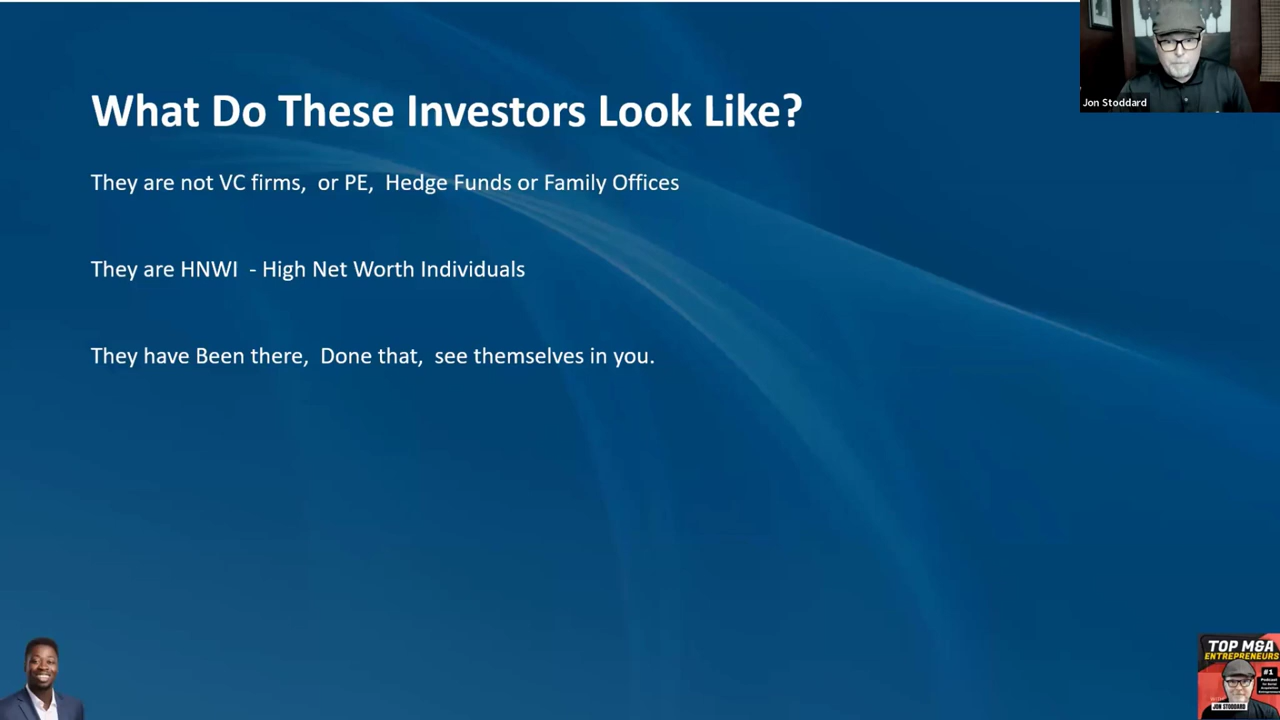 Jon Stoddard
What Do These Investors Look Like?
They are not VC firms, or PE, Hedge Funds or Family Offices
They are HNWI - High Net Worth Individuals
They have Been there, Done that, see themselves in you.
TOP M&A
ENTREPRENEURS
#1
Podcast
JON STODDARD